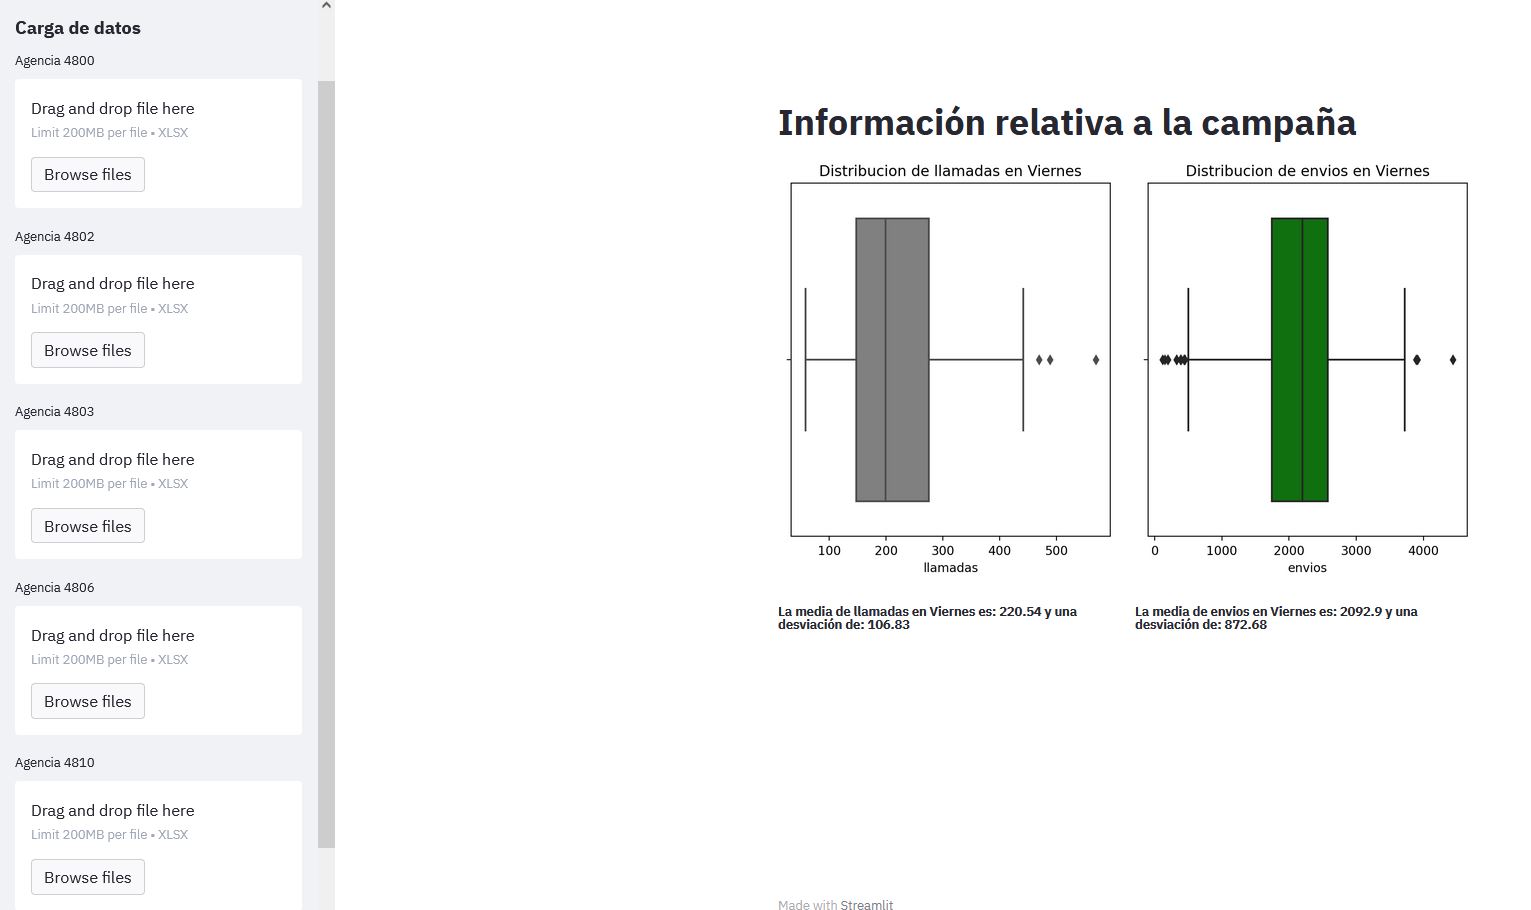 Carga de datos
Agencia 4800
Drag and drop file here
Limit 200MB per file • XLSX
Browse files
Agencia 4802
Drag and drop file here
Limit 200MB per file • XLSX
Browse files
Agencia 4803
Drag and drop file here
Limit 200MB per file • XLSX
Browse files
Agencia 4806
Drag and drop file here
Limit 200MB per file • XLSX
Browse files
Agencia 4810
Drag and drop file here
Limit 200MB per file • XLSX
Browse files
Información relativa a la campaña
Distribucion de llamadas en Viernes
100 200 300 400 500
llamadas
La media de llamadas en Viernes es: 220.54 y una
desviación de: 106.83
Distribucion de envios en Viernes
0 1000 2000 3000 4000
envios
La media de envios en Viernes es: 2092.9 y una
desviación de: 872.68
Made with Streamlit